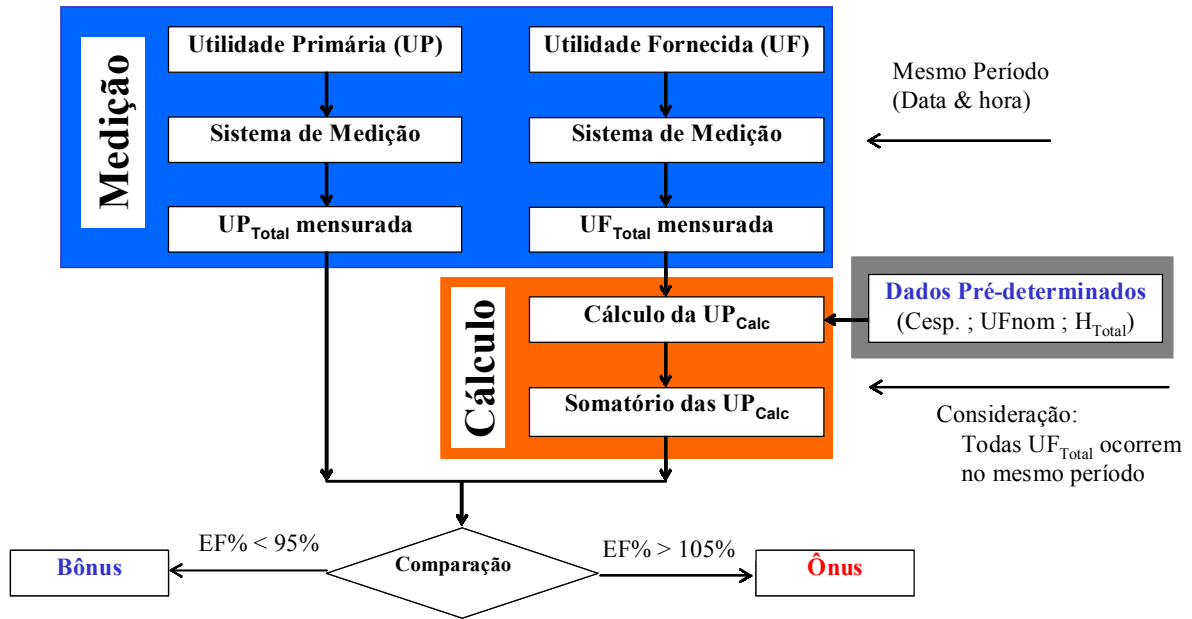 Medição
Utilidade Primária (UP)
Utilidade Fornecida (UF)
Sistema de Medição
Sistema de Medição
UPTotal mensurada
UFTotal mensurada
Mesmo Período
(Data & hora)
Cálculo
Cálculo da UPCalc
Somatório das UPCalc
Dados Pré-determinados
(Cesp. ; UFnom ; HTotal)
Consideração:
Todas UFTotal ocorrem
no mesmo período
Comparação
EF% < 95%
EF% > 105%
Bônus
Ônus